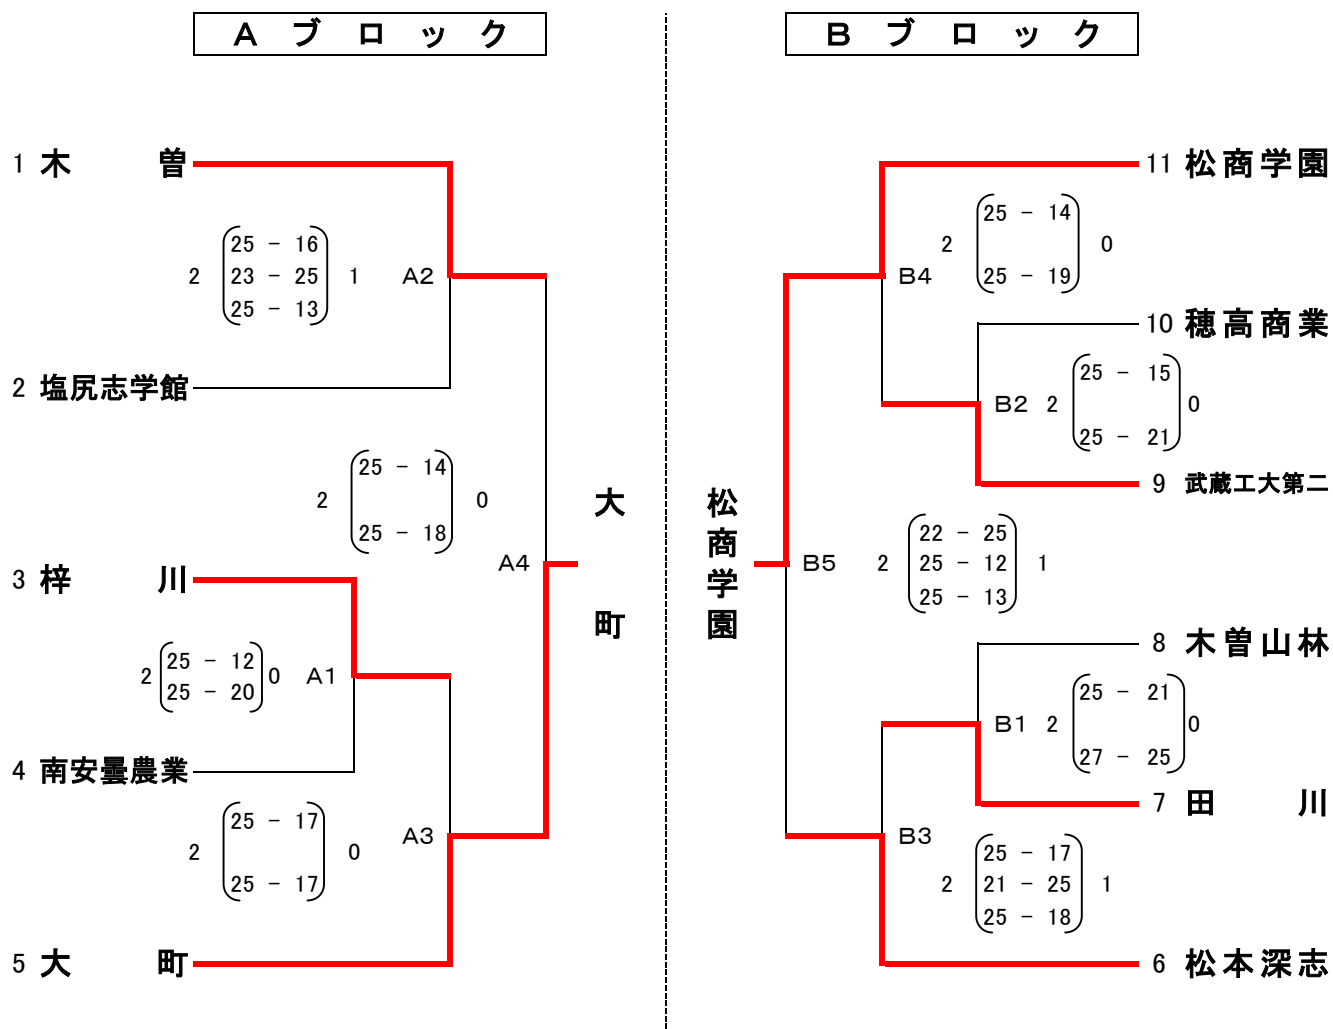 Ａブロック
1 木曽
25 － 16
2 23 － 25 1 A2
25 － 13
2 塩尻志学館
25 － 14
2 0
25 － 18
A4
大町
3 梓川
25 － 12
2 0 A1
25 － 20
4 南安曇農業
25 － 17
A3
2 0
25 － 17
5 大町
Ｂブロック
11 松商学園
25 － 14
2 0
B4
25 － 19
10 穂高商業
25 － 15
B2 2 0
25 － 21
9 武蔵工大第二
松商学園
22 － 25
B5 2 25 － 12 1
25 － 13
8 木曽山林
25 － 21
B1 2 0
27 － 25
7 田川
B3
25 － 17
2 21 － 25 1
25 － 18
6 松本深志